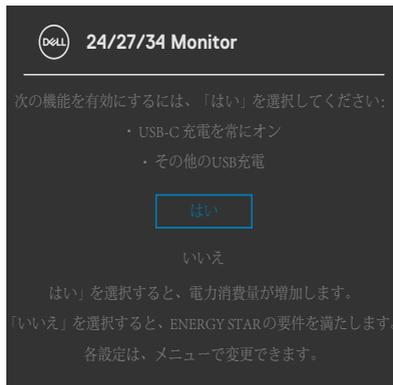 DELL 24/27/34 Monitor
次の機能を有効にするには、「はい」を選択してください:
・ USB-C 充電を常にオン
・ その他のUSB充電
はい
いいえ
はい」を選択すると、電力消費量が増加します。
「いいえ」を選択すると、ENERGY STARの要件を満たします。
各設定は、メニューで変更できます。